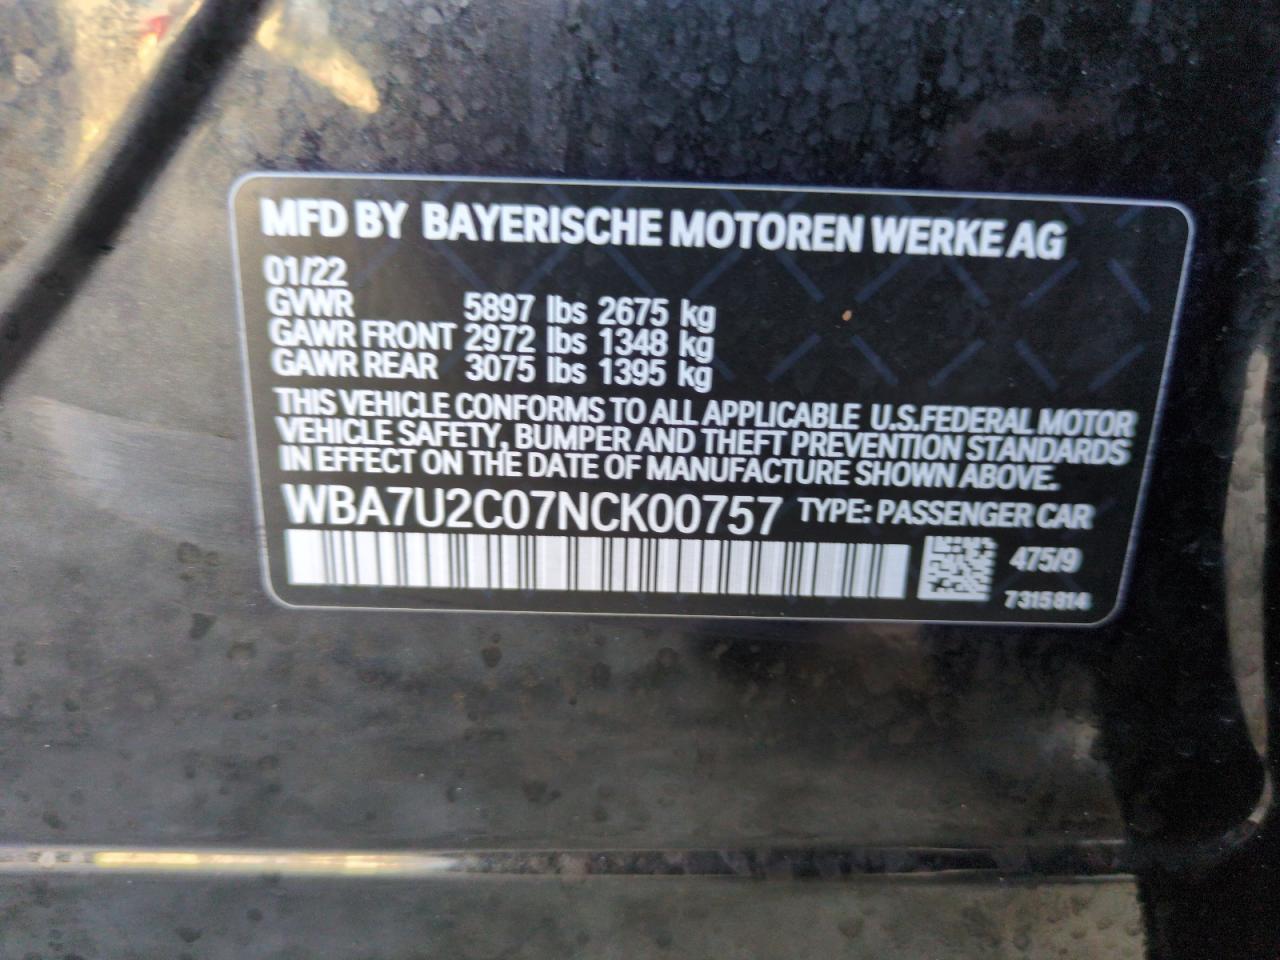 MFD BY BAYERISCHE MOTOREN WERKE AG
01/22
GVWR 5897 lbs 2675 kg
GAWR FRONT 2972 lbs 1348 kg
GAWR REAR 3075 lbs 1395 kg
THIS VEHICLE CONFORMS TO ALL APPLICABLE U.S.FEDERAL MOTOR
VEHICLE SAFETY, BUMPER AND THEFT PREVENTION STANDARDS
IN EFFECT ON THE DATE OF MANUFACTURE SHOWN ABOVE.
WBA7U2C07NCK00757 TYPE: PASSENGER CAR
475/9
7315814